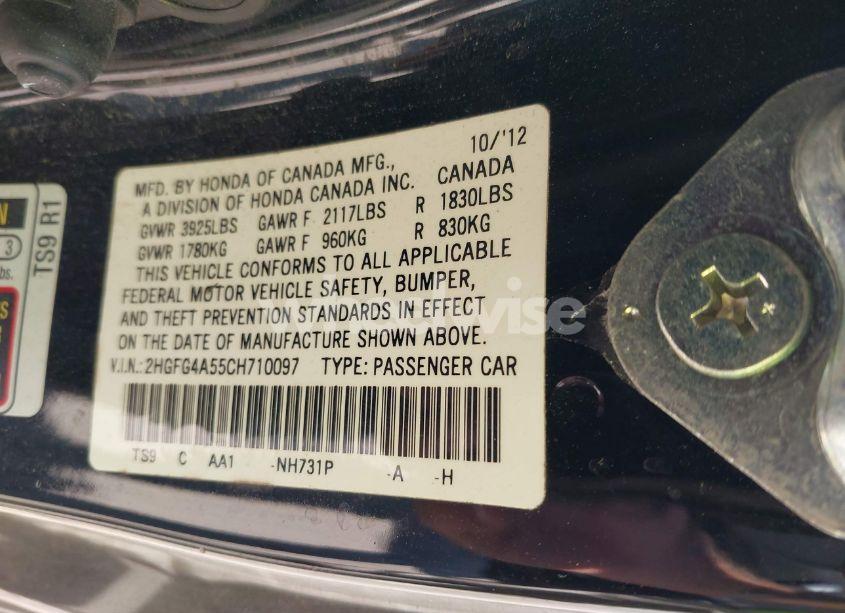 10/'12
MFD. BY HONDA OF CANADA MFG.,
A DIVISION OF HONDA CANADA INC. CANADA
GVWR 3925LBS GAWR F 2117LBS R 1830LBS
GVWR 1780KG GAWR F 960KG R 830KG
THIS VEHICLE CONFORMS TO ALL APPLICABLE
FEDERAL MOTOR VEHICLE SAFETY, BUMPER,
AND THEFT PREVENTION STANDARDS IN EFFECT
ON THE DATE OF MANUFACTURE SHOWN ABOVE.
V.I.N.: 2HGFG4A55CH710097 TYPE: PASSENGER CAR
TS9 C AA1 -NH731P -A -H
TS9 R1
3